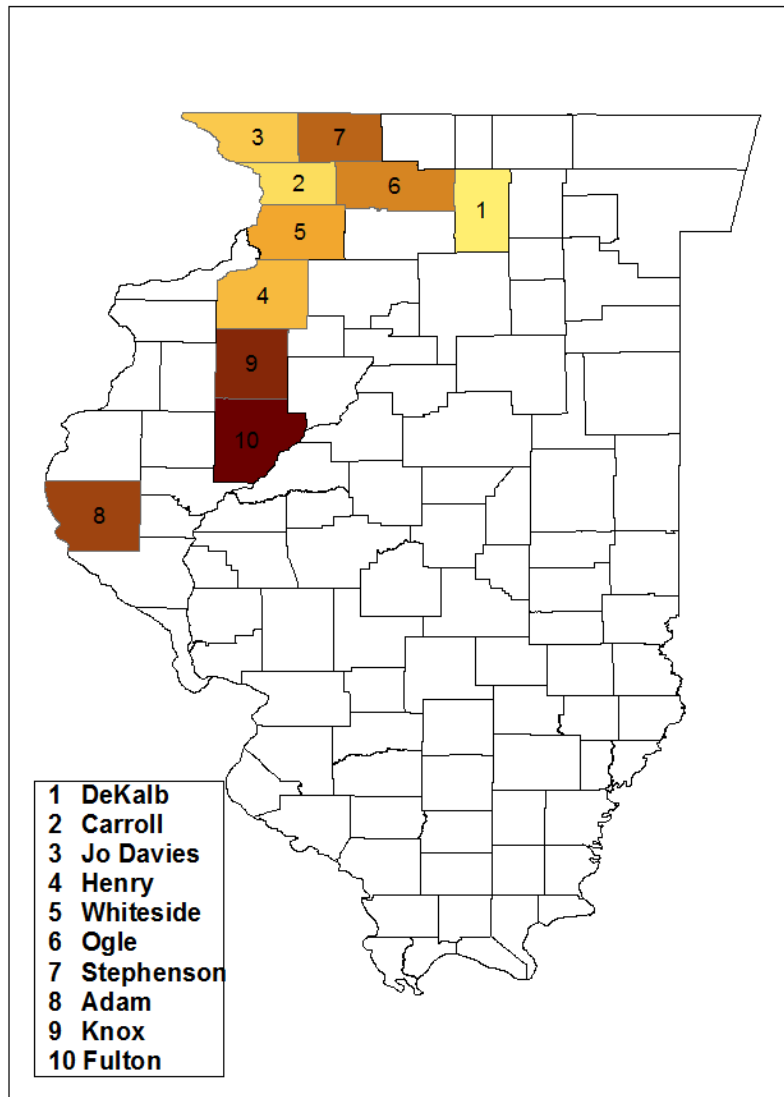 3
7
2
6
1
5
4
9
10
8
1 DeKalb
2 Carroll
3 Jo Davies
4 Henry
5 Whiteside
6 Ogle
7 Stephenson
8 Adam
9 Knox
10 Fulton